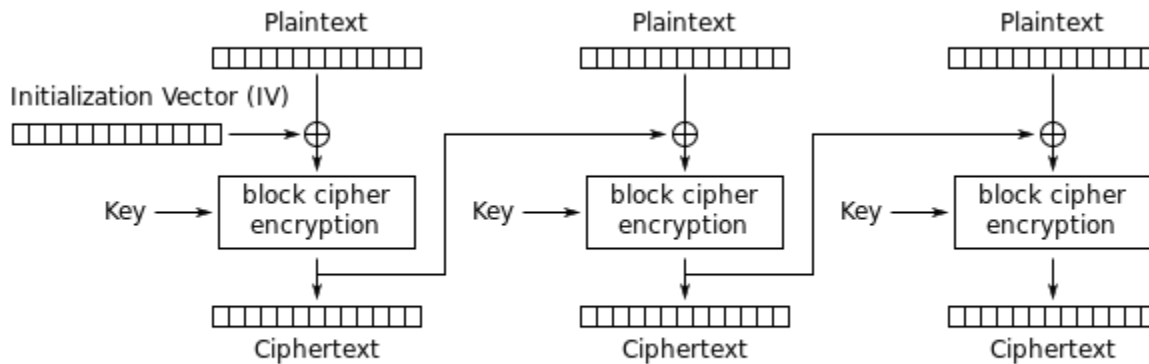 Plaintext
Plaintext
Plaintext
Initialization Vector (IV)
Key
block cipher
encryption
Key
block cipher
encryption
Key
block cipher
encryption
Ciphertext
Ciphertext
Ciphertext